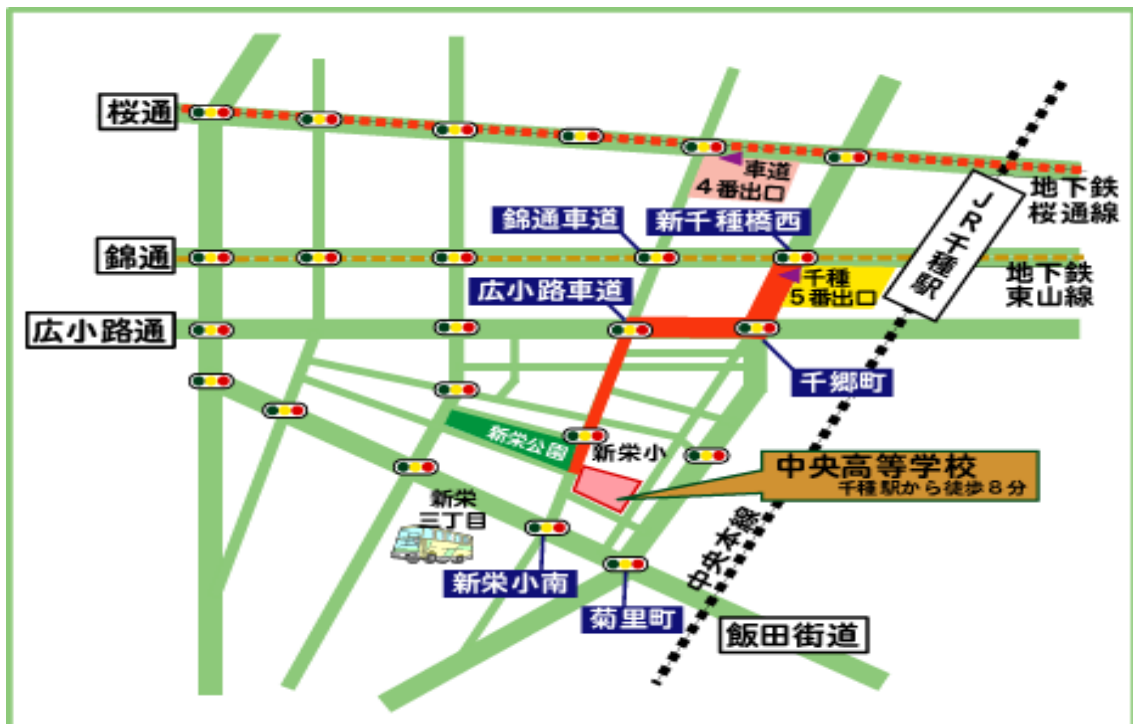 桜通
車道
4番出口
地下鉄
桜通線
JR千種駅
錦通車道
新千種橋西
錦通
千種
5番出口
地下鉄
東山線
広小路車道
広小路通
千郷町
新栄公園
新栄小
中央高等学校
千種駅から徒歩8分
新栄
三丁目
中央本線
新栄小南
菊里町
飯田街道